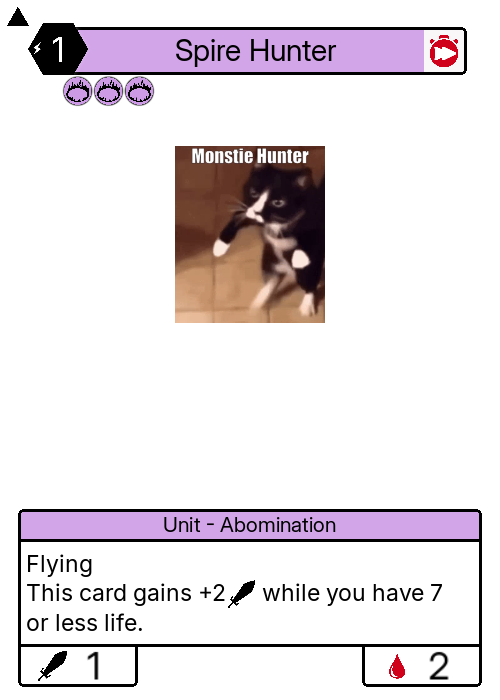 1
Spire Hunter
Monstie Hunter
Unit - Abomination
Flying
This card gains +2 while you have 7
or less life.
1
2